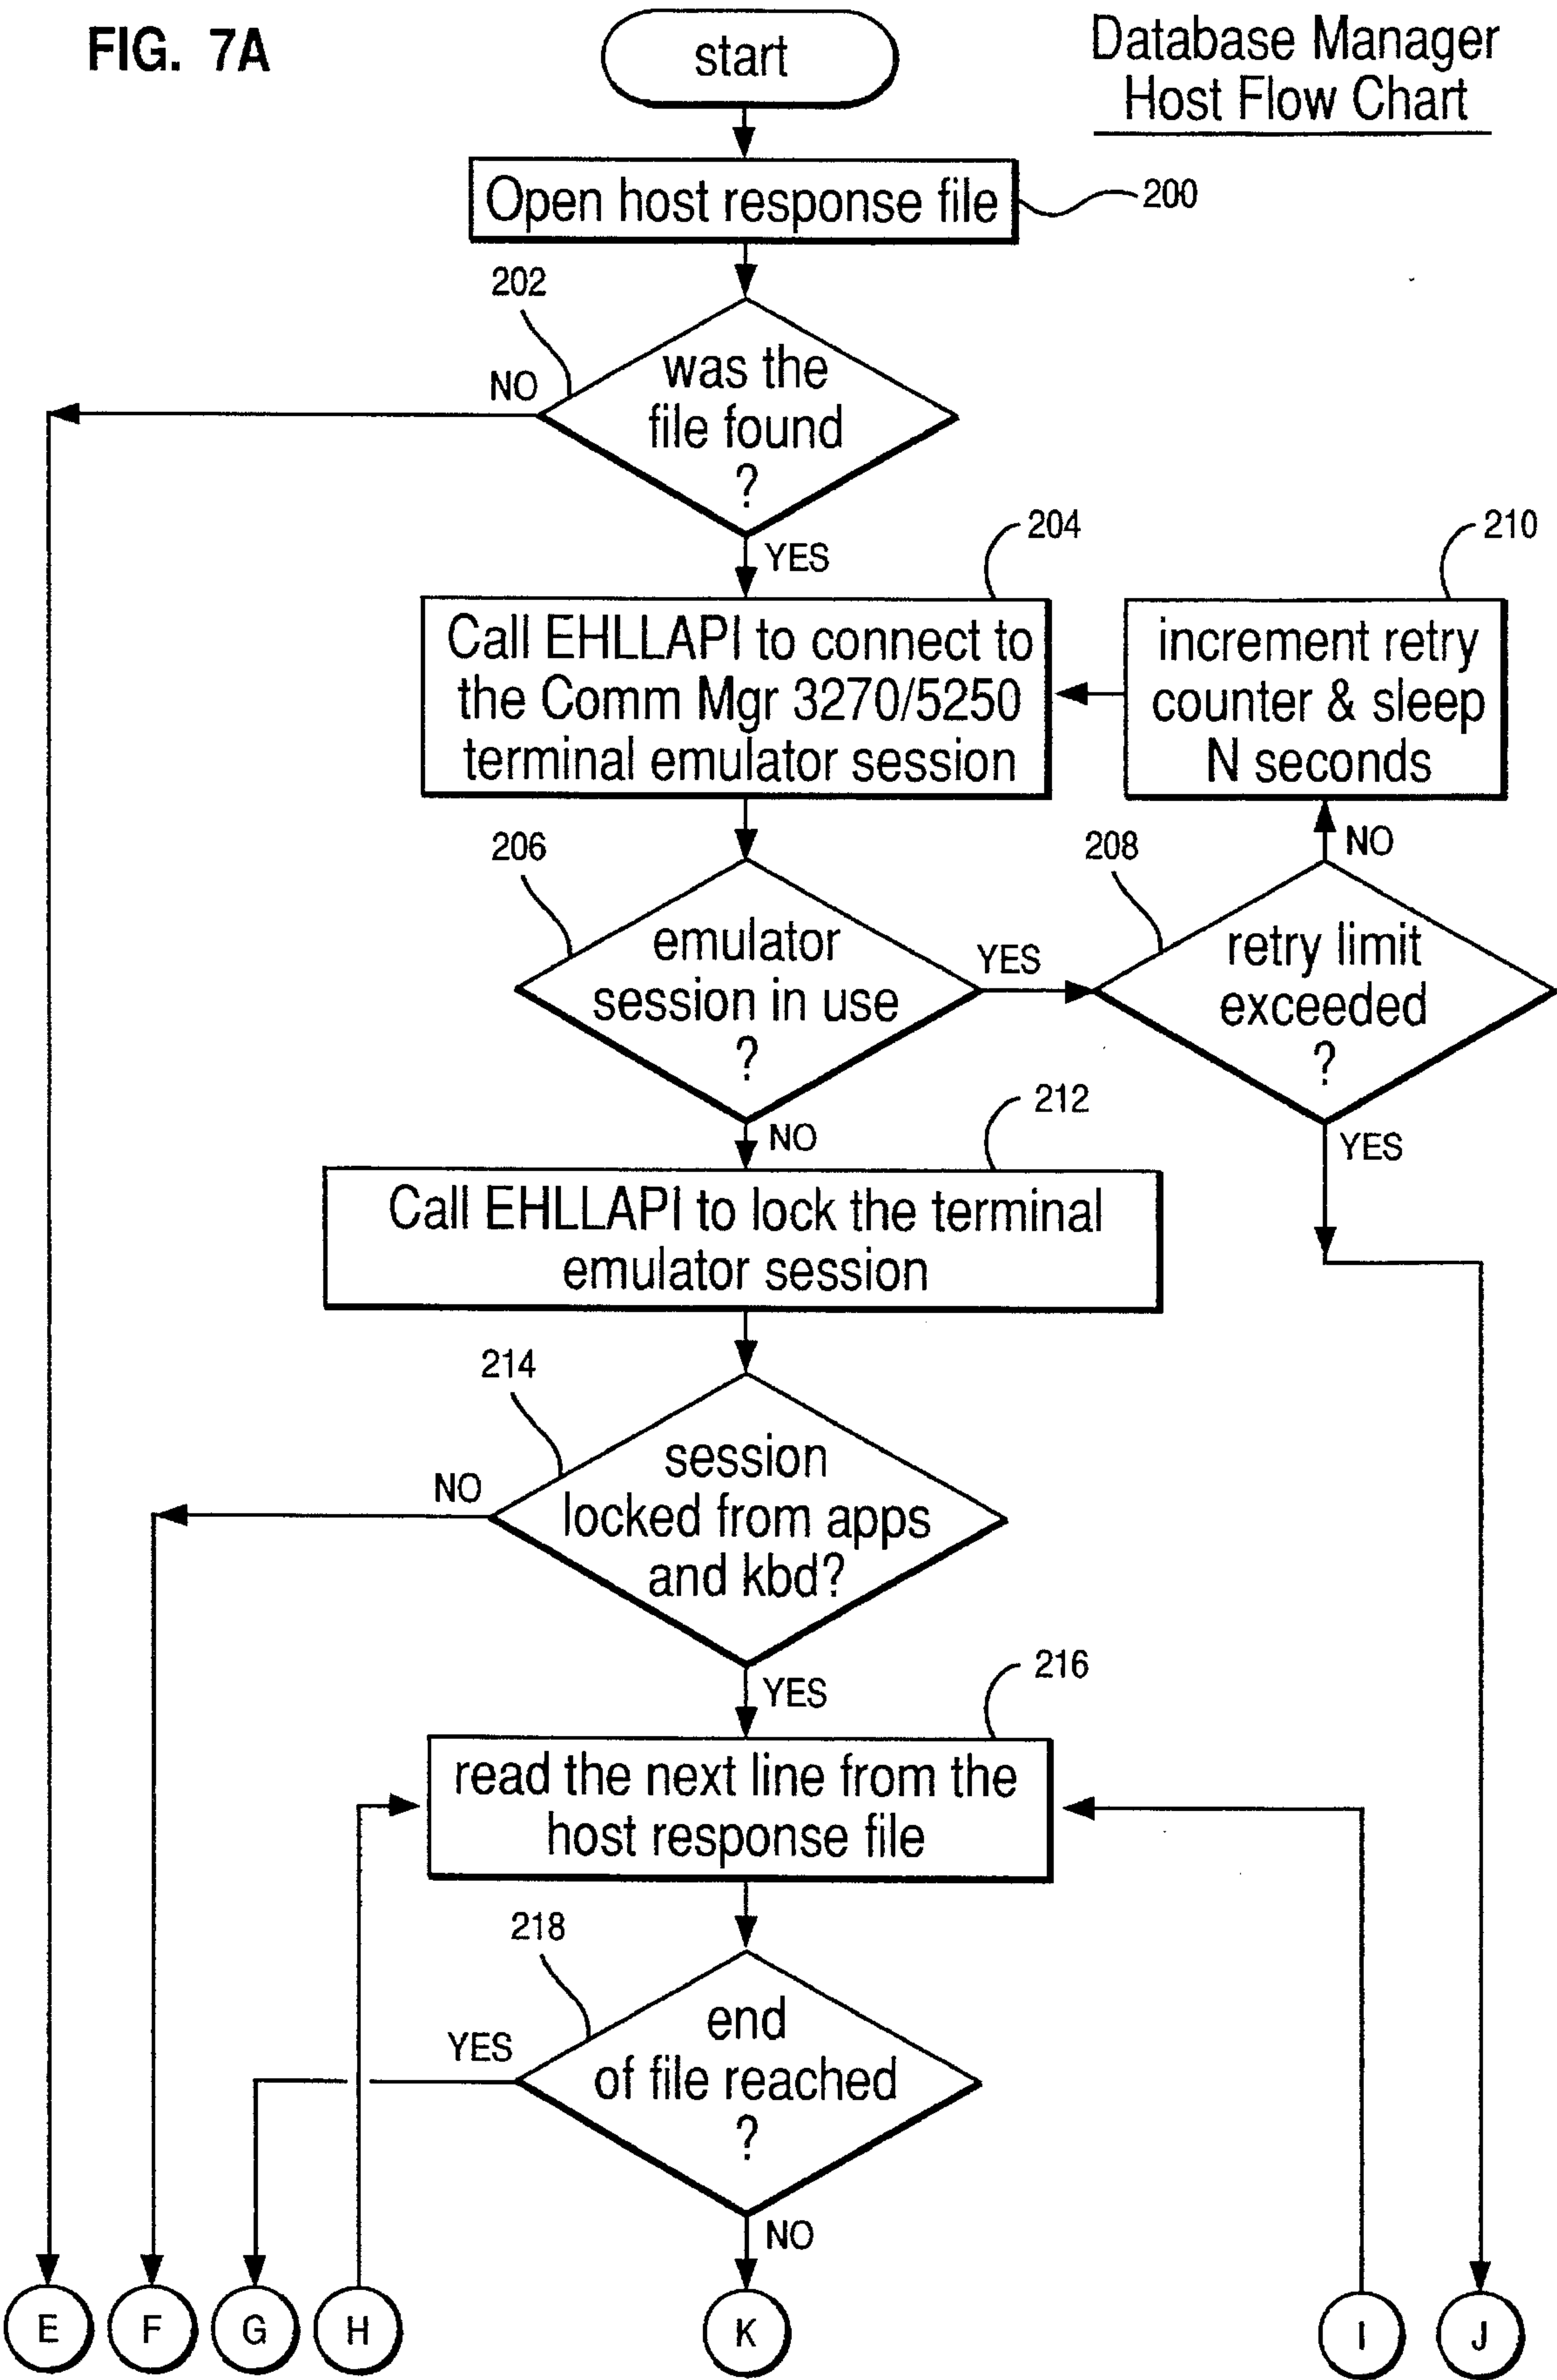 FIG. 7A
start
Database Manager
Host Flow Chart
Open host response file
200
202
NO
was the
file found
?
YES
204
210
Call EHLLAPI to connect to
the Comm Mgr 3270/5250
terminal emulator session
increment retry
counter & sleep
N seconds
206
208
NO
emulator
session in use
?
YES
retry limit
exceeded
?
NO
212
YES
Call EHLLAPI to lock the terminal
emulator session
214
NO
session
locked from apps
and kbd?
YES
216
read the next line from the
host response file
218
YES
end
of file reached
?
NO
E
F
G
H
K
I
J